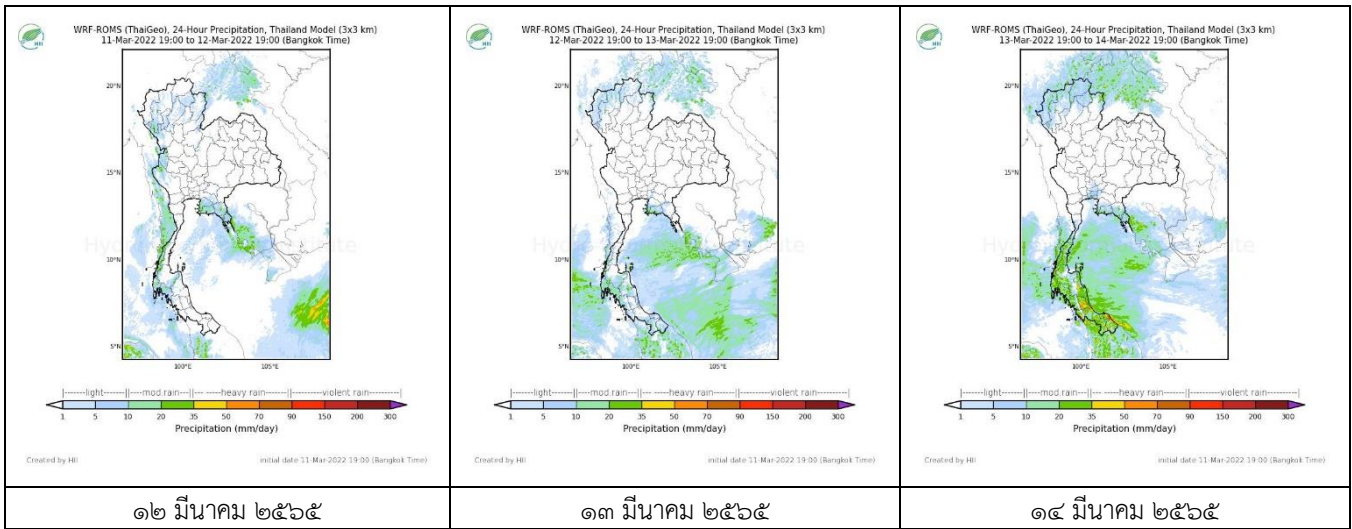 HII
WRF-ROMS (ThaiGeo), 24-Hour Precipitation, Thailand Model (3x3 km)
11-Mar-2022 19:00 to 12-Mar-2022 19:00 (Bangkok Time)
20°N
15°N
10°N
5°N
100°E
105°E
|-------light-------||----mod.rain---||--- -----heavy rain----||------violent rain-------|
1 5 10 20 35 50 70 90 150 200 300
Precipitation (mm/day)
Created by HII
initial date 11-Mar-2022 19:00 (Bangkok Time)
๑๒ มีนาคม ๒๕๖๕
HII
WRF-ROMS (ThaiGeo), 24-Hour Precipitation, Thailand Model (3x3 km)
12-Mar-2022 19:00 to 13-Mar-2022 19:00 (Bangkok Time)
20°N
15°N
10°N
5°N
100°E
105°E
|-------light-------||----mod.rain---||--- -----heavy rain----||------violent rain-------|
1 5 10 20 35 50 70 90 150 200 300
Precipitation (mm/day)
Created by HII
initial date 11-Mar-2022 19:00 (Bangkok Time)
๑๓ มีนาคม ๒๕๖๕
HII
WRF-ROMS (ThaiGeo), 24-Hour Precipitation, Thailand Model (3x3 km)
13-Mar-2022 19:00 to 14-Mar-2022 19:00 (Bangkok Time)
20°N
15°N
10°N
5°N
100°E
105°E
|-------light-------||----mod.rain---||--- -----heavy rain----||------violent rain-------|
1 5 10 20 35 50 70 90 150 200 300
Precipitation (mm/day)
Created by HII
initial date 11-Mar-2022 19:00 (Bangkok Time)
๑๔ มีนาคม ๒๕๖๕